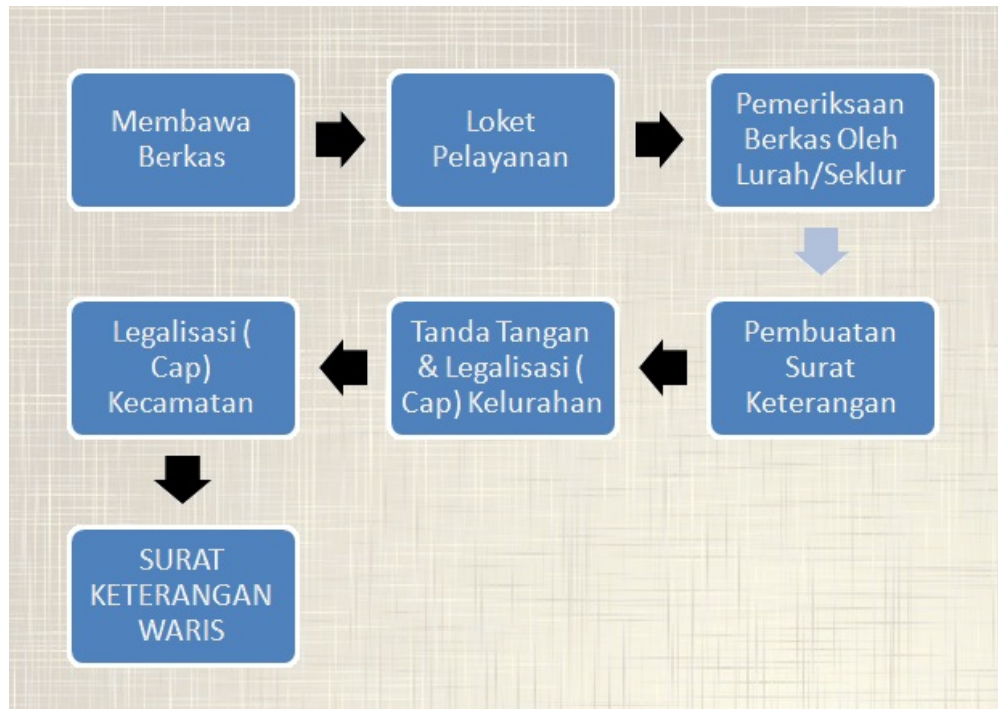 Membawa
Berkas
Loket
Pelayanan
Pemeriksaan
Berkas Oleh
Lurah/Seklur
Pembuatan
Surat
Keterangan
Tanda Tangan
& Legalisasi (
Cap) Kelurahan
Legalisasi (
Cap)
Kecamatan
SURAT
KETERANGAN
WARIS